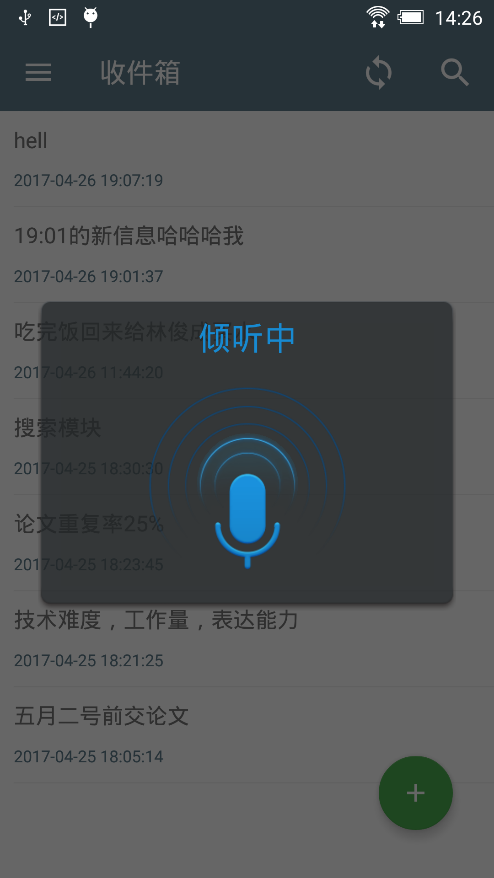 14:26
收件箱
hell
2017-04-26 19:07:19
19:01的新信息哈哈哈我
2017-04-26 19:01:37
吃完饭回来给林俊成
倾听中
2017-04-26 11:44:20
搜索模块
2017-04-25 18:30:30
论文重复率25%
2017-04-25 18:23:45
技术难度，工作量，表达能力
2017-04-25 18:21:25
五月二号前交论文
2017-04-25 18:05:14